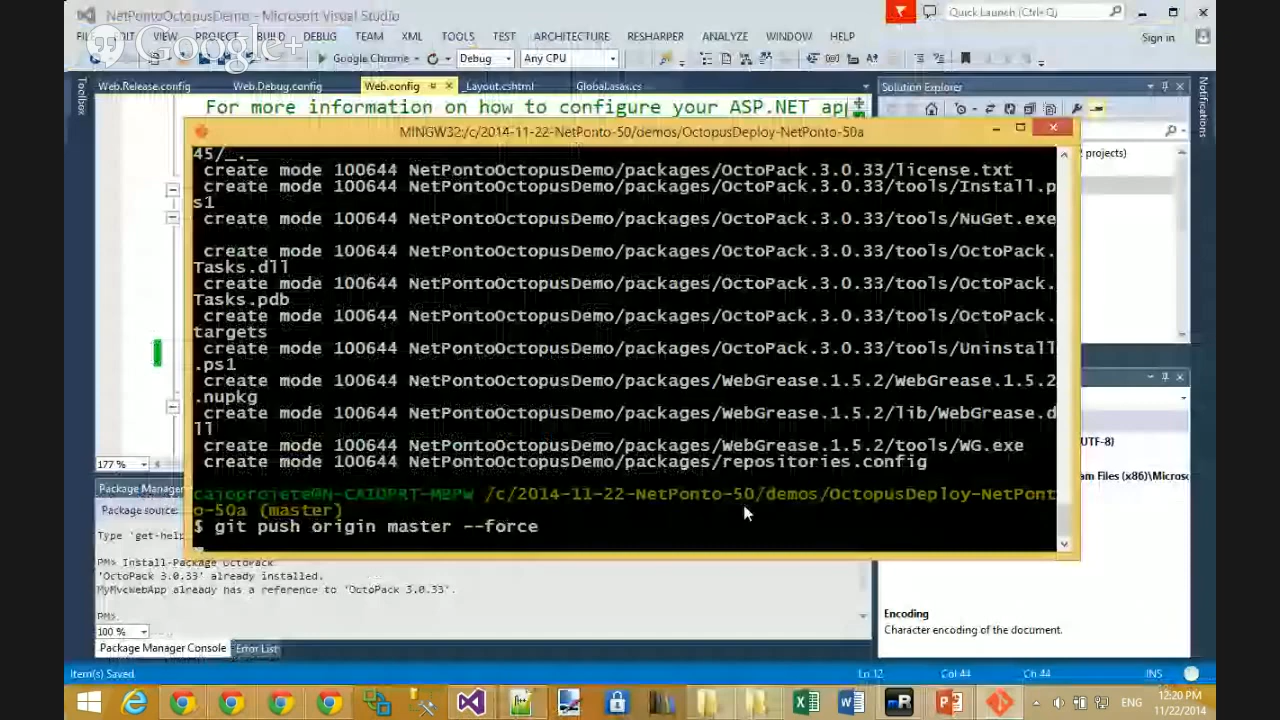 NetPontoOctopusDemo - Microsoft Visual Studio
Quick Launch (Ctrl+Q)
EDIT VIEW PROJECT BUILD DEBUG TEAM XML TOOLS TEST ARCHITECTURE RESHARPER ANALYZE WINDOW HELP
Sign in
Google+
Google Chrome Debug Any CPU
Toolbox
Web.Release.config Web.Debug.config Web.config _Layout.cshtml Global.asax.cs
Solution Explorer
Notifications
For more information on how to configure your ASP.NET ap
MINGW32:/c/2014-11-22-NetPonto-50/demos/OctopusDeploy-NetPonto-50a
projects)
45/_._
create mode 100644 NetPontoOctopusDemo/packages/OctoPack.3.0.33/license.txt
create mode 100644 NetPontoOctopusDemo/packages/OctoPack.3.0.33/tools/Install.p
s1
create mode 100644 NetPontoOctopusDemo/packages/OctoPack.3.0.33/tools/NuGet.exe
create mode 100644 NetPontoOctopusDemo/packages/OctoPack.3.0.33/tools/OctoPack.
Tasks.dll
create mode 100644 NetPontoOctopusDemo/packages/OctoPack.3.0.33/tools/OctoPack.
Tasks.pdb
create mode 100644 NetPontoOctopusDemo/packages/OctoPack.3.0.33/tools/OctoPack.
targets
create mode 100644 NetPontoOctopusDemo/packages/OctoPack.3.0.33/tools/Uninstall
.ps1
create mode 100644 NetPontoOctopusDemo/packages/WebGrease.1.5.2/WebGrease.1.5.2
.nupkg
create mode 100644 NetPontoOctopusDemo/packages/WebGrease.1.5.2/lib/WebGrease.d
ll
create mode 100644 NetPontoOctopusDemo/packages/WebGrease.1.5.2/tools/WG.exe
create mode 100644 NetPontoOctopusDemo/packages/repositories.config
/c/2014-11-22-NetPonto-50/demos/OctopusDeploy-NetPont
o-50a (master)
$ git push origin master --force
177 %
(UTF-8)
am Files (x86)\Micros
Package Manager
Package source:
Type 'get-help
PM> Install-Package OctoPack
'OctoPack 3.0.33' already installed.
MyMvcWebApp already has a reference to 'OctoPack 3.0.33'.
PM>
100 %
Encoding
Character encoding of the document.
Package Manager Console Error List
Item(s) Saved Ln 12 Col 44 Ch 44 INS
ENG
12:20 PM
11/22/2014